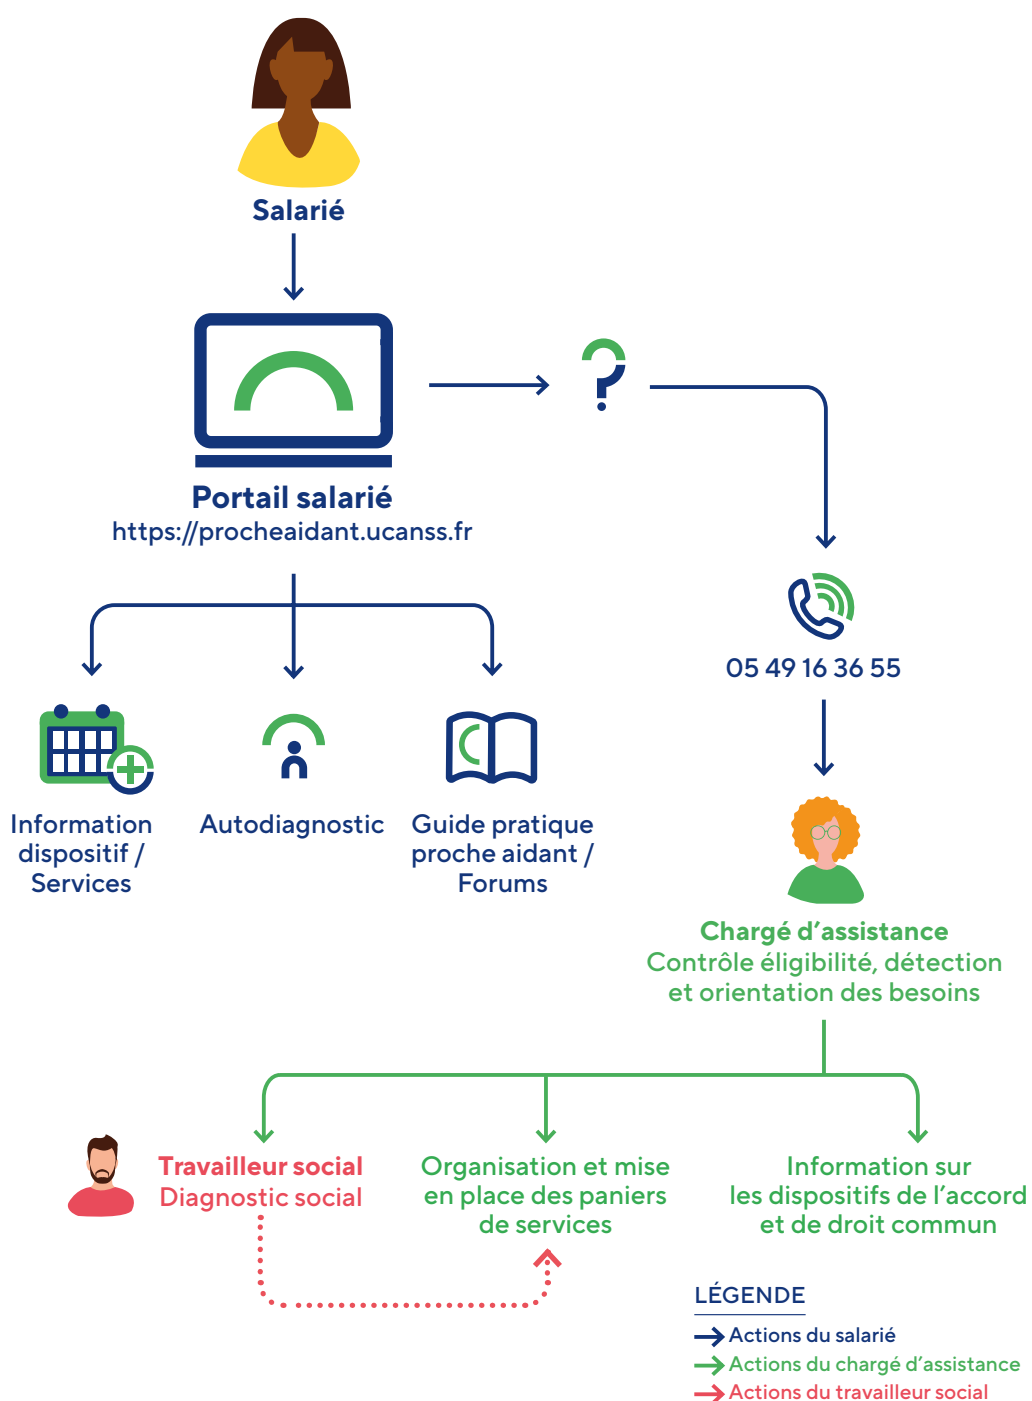 Salarié
Portail salarié
https://procheaidant.ucanss.fr
05 49 16 36 55
Information
dispositif /
Services
Autodiagnostic
Guide pratique
proche aidant /
Forums
Chargé d'assistance
Contrôle éligibilité, détection
et orientation des besoins
Travailleur social
Diagnostic social
Organisation et mise
en place des paniers
de services
Information sur
les dispositifs de l'accord
et de droit commun
LÉGENDE
Actions du salarié
Actions du chargé d'assistance
Actions du travailleur social